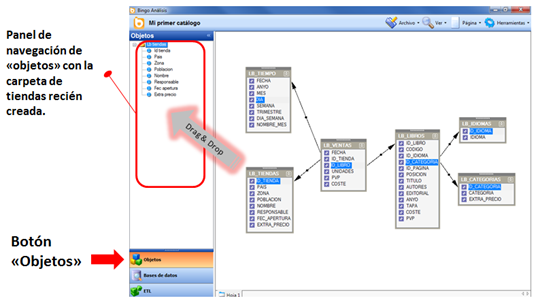 Bingo Análisis
Mi primer catálogo
Archivo
Ver
Página
Herramientas
Panel de
navegación de
«objetos» con la
carpeta de
tiendas recién
creada.
Objetos
Lb tiendas
Id tienda
Pais
Zona
Poblacion
Nombre
Responsable
Fec apertura
Extra precio
Drag & Drop
LB_TIEMPO
FECHA
ANYO
MES
DIA
SEMANA
TRIMESTRE
DIA_SEMANA
NOMBRE_MES
LB_TIENDAS
ID_TIENDA
PAIS
ZONA
POBLACION
NOMBRE
RESPONSABLE
FEC_APERTURA
EXTRA_PRECIO
LB_VENTAS
FECHA
ID_TIENDA
ID_LIBRO
UNIDADES
PVP
COSTE
LB_LIBROS
ID_LIBRO
CODIGO
ID_IDIOMA
ID_CATEGORIA
ID_PAGINA
POSICION
TITULO
AUTORES
EDITORIAL
ANYO
TAPA
COSTE
PVP
LB_IDIOMAS
ID_IDIOMA
IDIOMA
LB_CATEGORIAS
ID_CATEGORIA
CATEGORIA
EXTRA_PRECIO
Botón
«Objetos»
Objetos
Bases de datos
ETL
Hoja 1